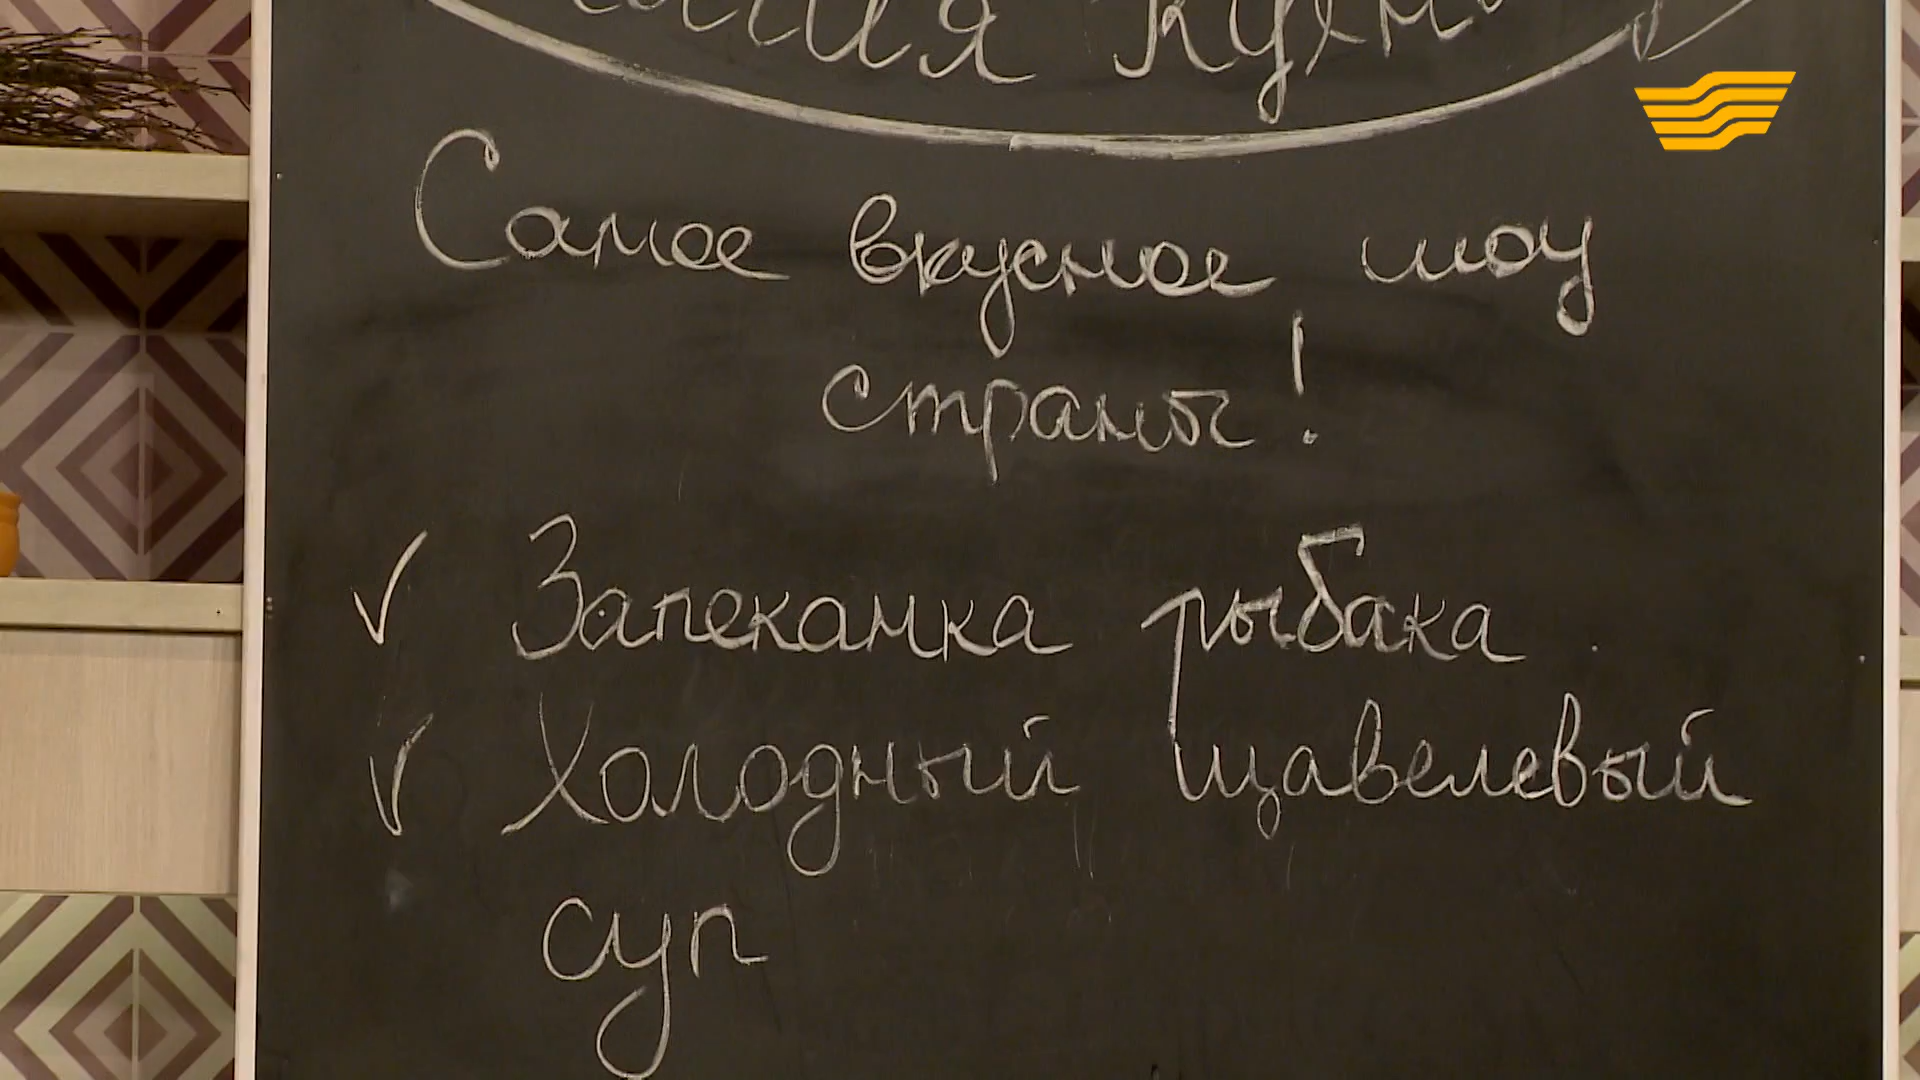 Самое вкусное шоу
страны!
✓ Запеканка рыбака
✓ Холодный щавелевый
суп